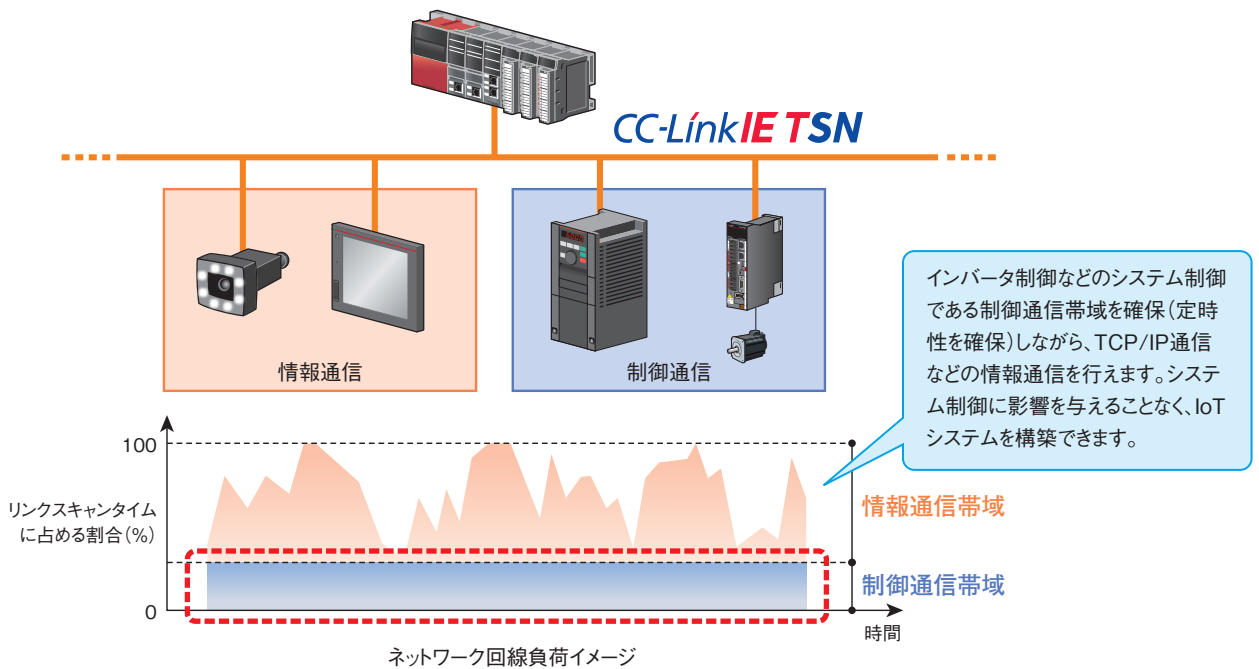 CC-Link IE TSN
情報通信
制御通信
インバータ制御などのシステム制御
である制御通信帯域を確保(定時
性を確保)しながら、TCP/IP通信
などの情報通信を行えます。システ
ム制御に影響を与えることなく、IoT
システムを構築できます。
100
リンクスキャンタイム
に占める割合(%)
0
情報通信帯域
制御通信帯域
時間
ネットワーク回線負荷イメージ